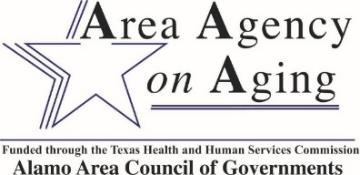 Area Agency
on Aging
Funded through the Texas Health and Human Services Commission
Alamo Area Council of Governments